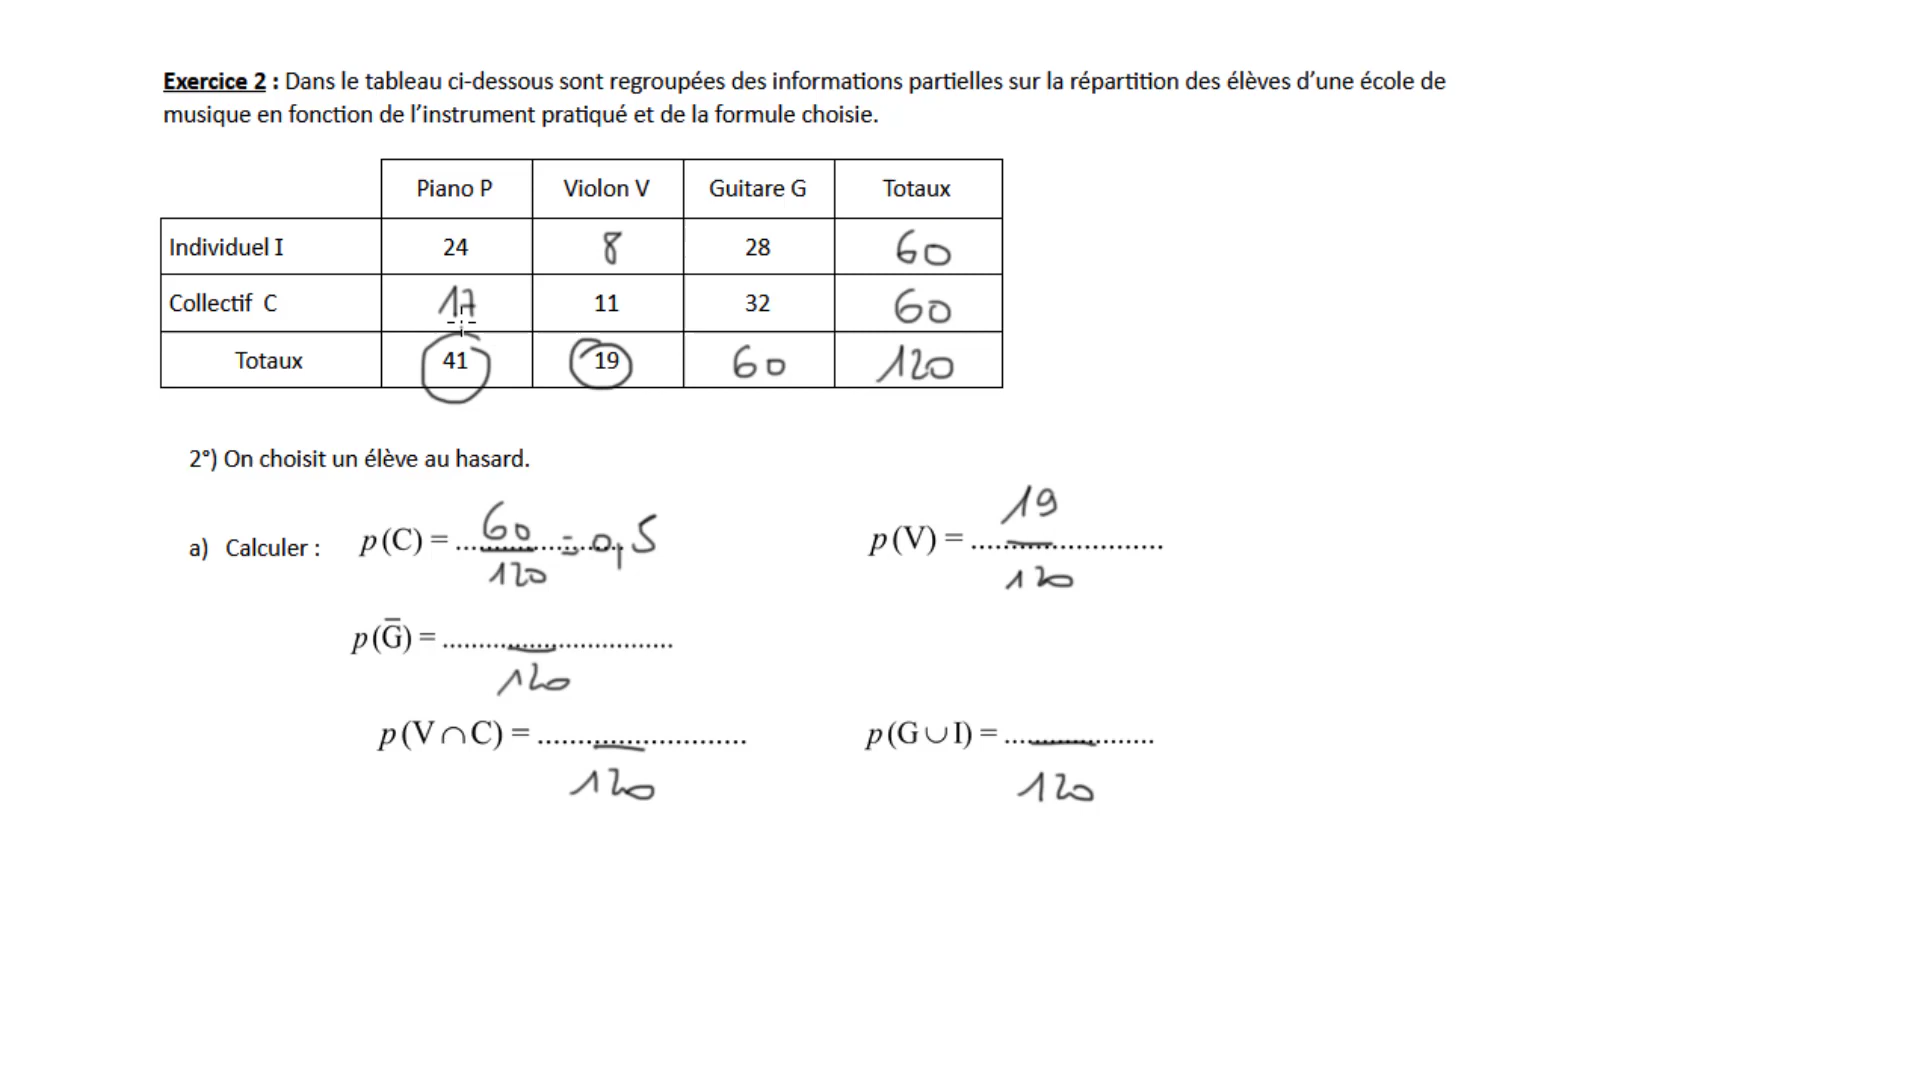 Exercice 2 : Dans le tableau ci-dessous sont regroupées des informations partielles sur la répartition des élèves d’une école de
musique en fonction de l’instrument pratiqué et de la formule choisie.
Piano P Violon V Guitare G Totaux
Individuel I 24 8 28 60
Collectif C 17 11 32 60
Totaux 41 19 60 120
2°) On choisit un élève au hasard.
a) Calculer : p(C) = 60/120 = 0,5 p(V) = 19/120
p(G̅) = ...../120
p(V∩C) = ...../120 p(G∪I) = ...../120